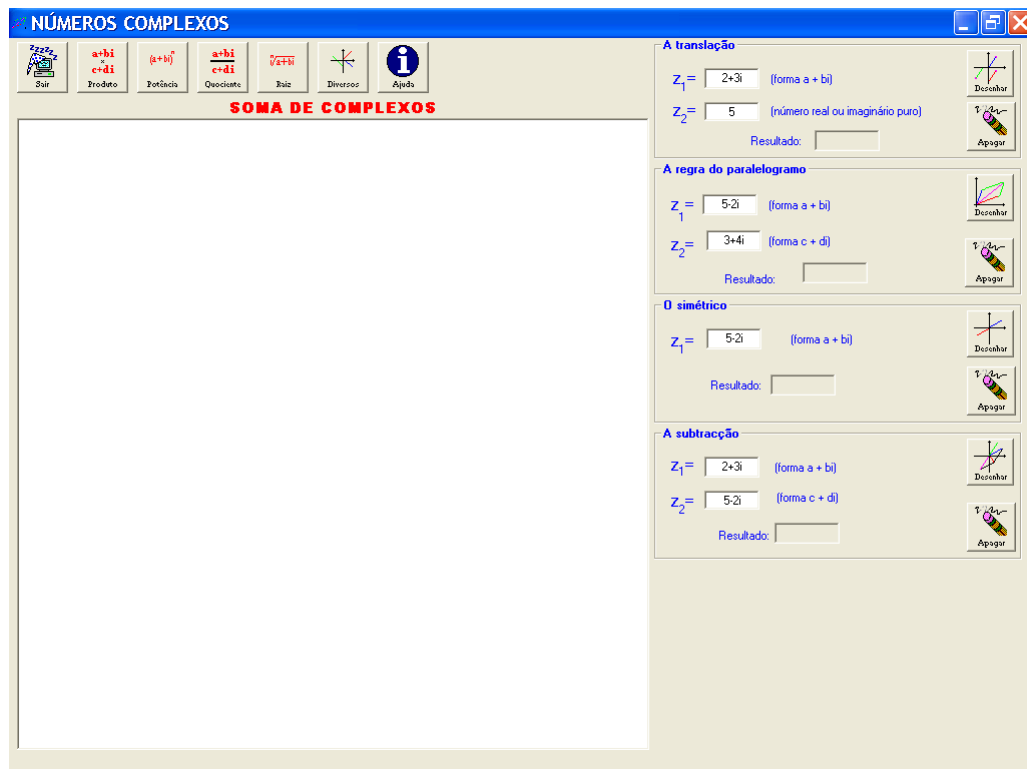 NÚMEROS COMPLEXOS
Sair
a+bi
×
c+di
Produto
(a+bi)ⁿ
Potência
a+bi
c+di
Quociente
ⁿ√a+bi
Raiz
Diversos
Ajuda
SOMA DE COMPLEXOS
A translação
z₁= 2+3i (forma a + bi)
z₂= 5 (número real ou imaginário puro)
Resultado:
Desenhar
Apagar
A regra do paralelogramo
z₁= 5-2i (forma a + bi)
z₂= 3+4i (forma c + di)
Resultado:
Desenhar
Apagar
O simétrico
z₁= 5-2i (forma a + bi)
Resultado:
Desenhar
Apagar
A subtracção
z₁= 2+3i (forma a + bi)
z₂= 5-2i (forma c + di)
Resultado:
Desenhar
Apagar